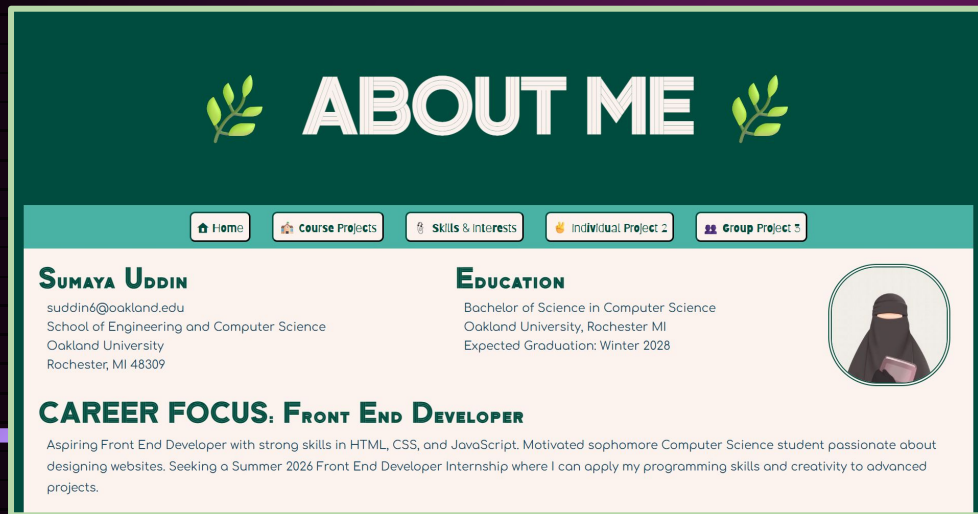 ABOUT ME
Home
Course Projects
Skills & Interests
Individual Project 2
Group Project 3
Sumaya Uddin
suddin6@oakland.edu
School of Engineering and Computer Science
Oakland University
Rochester, MI 48309
Education
Bachelor of Science in Computer Science
Oakland University, Rochester MI
Expected Graduation: Winter 2028
CAREER FOCUS: Front End Developer
Aspiring Front End Developer with strong skills in HTML, CSS, and JavaScript. Motivated sophomore Computer Science student passionate about
designing websites. Seeking a Summer 2026 Front End Developer Internship where I can apply my programming skills and creativity to advanced
projects.